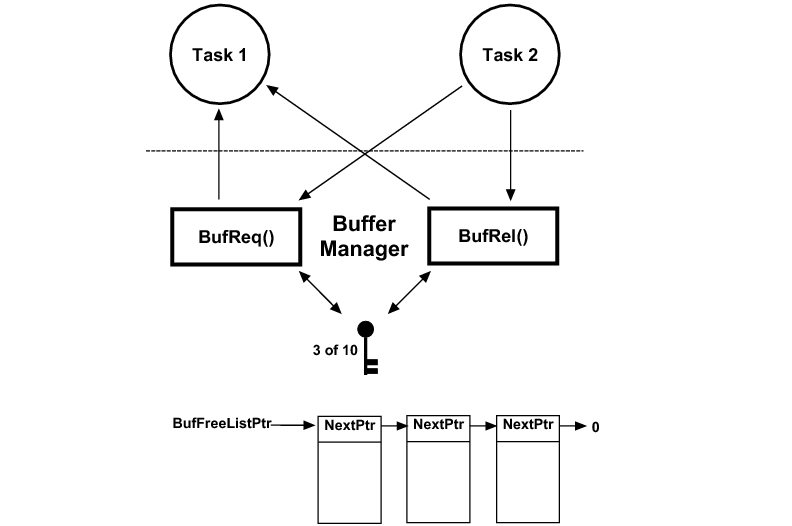 Task 1
Task 2
BufReq()
Buffer
Manager
BufRel()
3 of 10
BufFreeListPtr
NextPtr
NextPtr
NextPtr
0